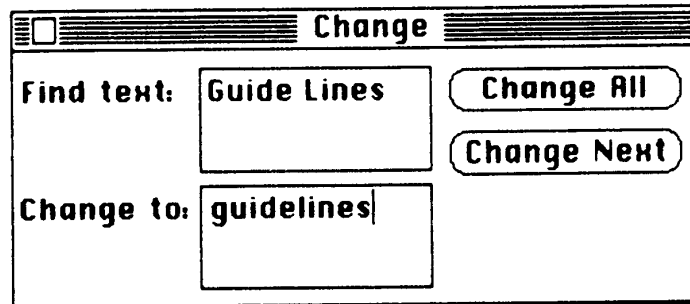 Change
Find text: Guide Lines Change All
Change Next
Change to: guidelines